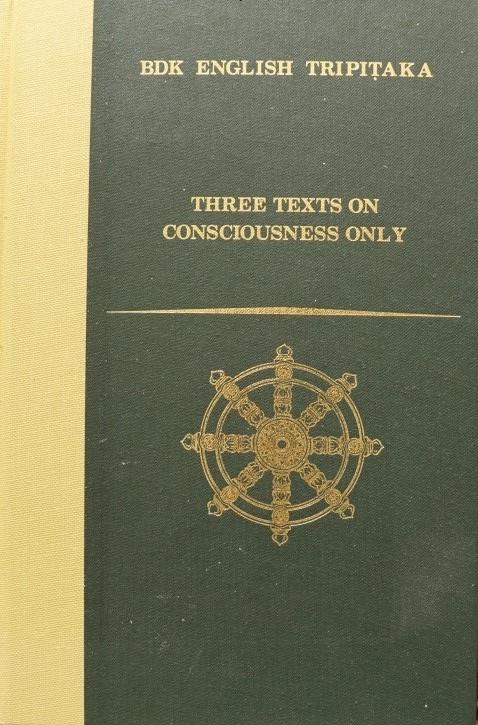 BDK ENGLISH TRIPIṬAKA
THREE TEXTS ON
CONSCIOUSNESS ONLY